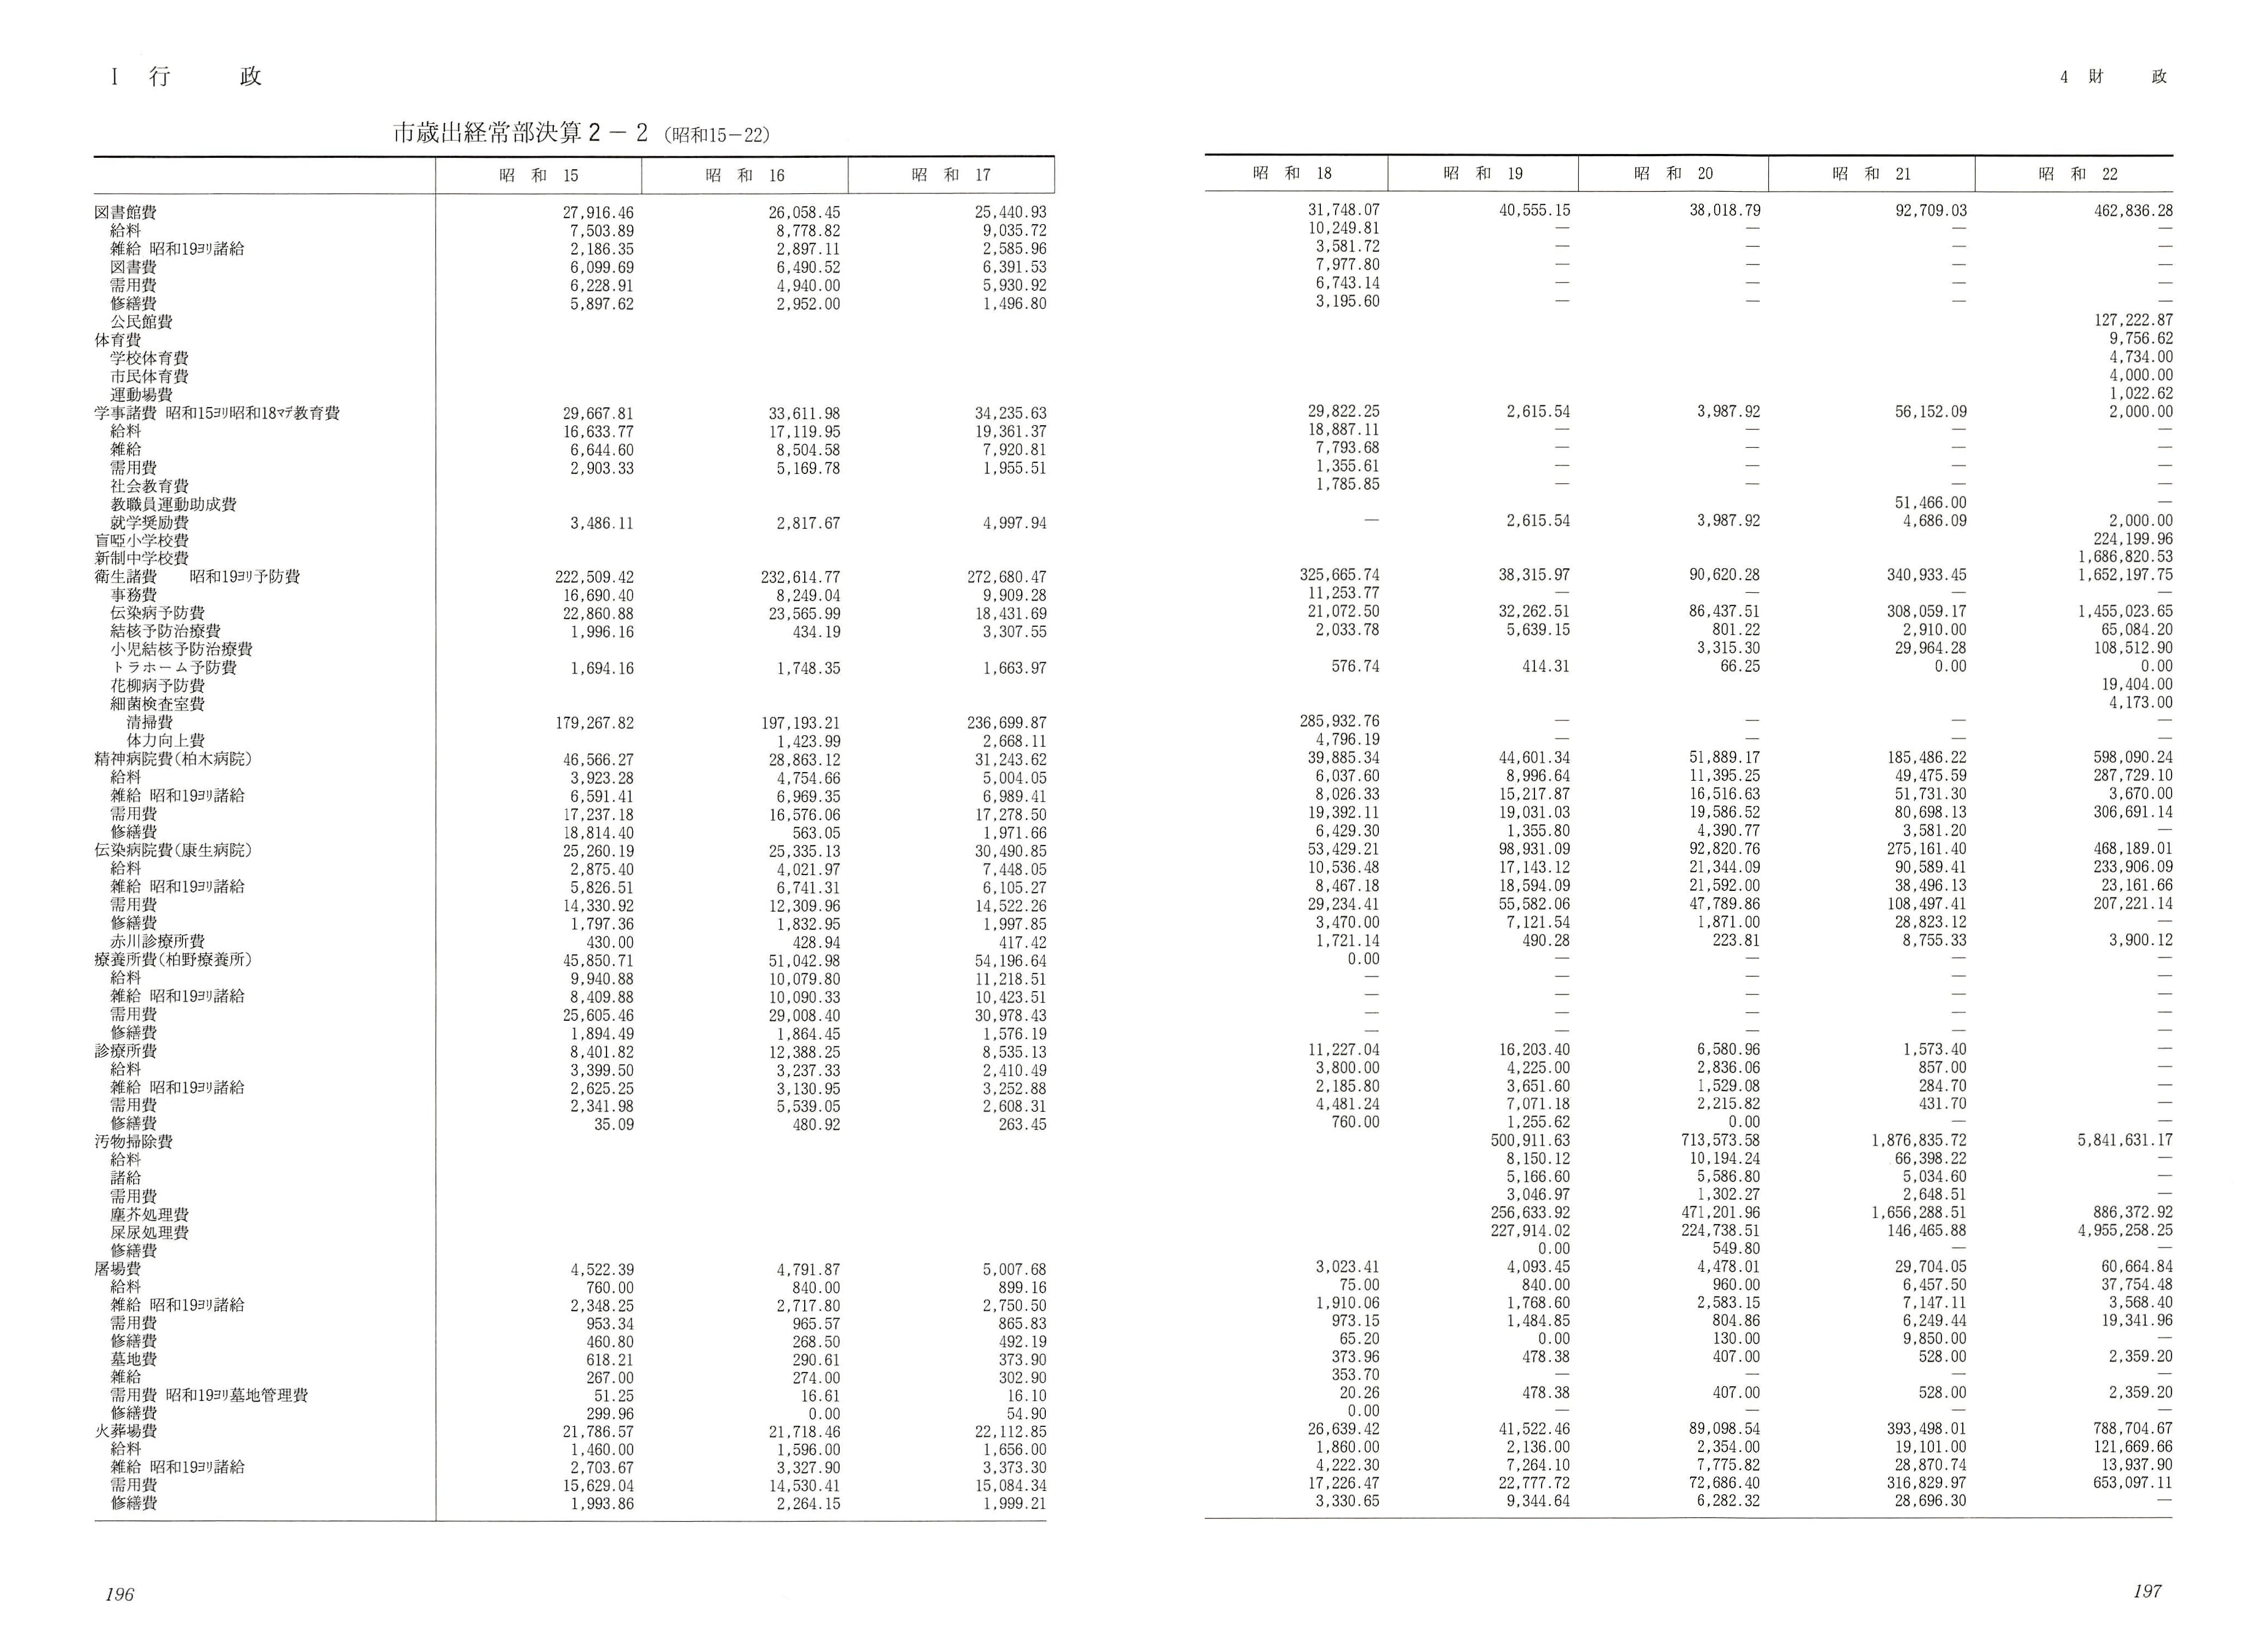 I 行 政
市歳出経常部決算2－2（昭和15－22）
昭和15 昭和16 昭和17
図書館費 27,916.46 26,058.45 25,440.93
給料 7,503.89 8,778.82 9,035.72
雑給 昭和19ヨリ諸給 2,186.35 2,897.11 2,585.96
図書費 6,099.69 6,490.52 6,391.53
需用費 6,228.91 4,940.00 5,930.92
修繕費 5,897.62 2,952.00 1,496.80
公民館費
体育費
学校体育費
市民体育費
運動場費
学事諸費 昭和15ヨリ昭和18マデ教育費 29,667.81 33,611.98 34,235.63
給料 16,633.77 17,119.95 19,361.37
雑給 6,644.60 8,504.58 7,920.81
需用費 2,903.33 5,169.78 1,955.51
社会教育費
教職員運動助成費
就学奨励費 3,486.11 2,817.67 4,997.94
盲啞小学校費
新制中学校費
衛生諸費 昭和19ヨリ予防費 222,509.42 232,614.77 272,680.47
事務費 16,690.40 8,249.04 9,909.28
伝染病予防費 22,860.88 23,565.99 18,431.69
結核予防治療費 1,996.16 434.19 3,307.55
小児結核予防治療費
トラホーム予防費 1,694.16 1,748.35 1,663.97
花柳病予防費
細菌検査室費
清掃費 179,267.82 197,193.21 236,699.87
体力向上費 1,423.99 2,668.11
精神病院費（柏木病院） 46,566.27 28,863.12 31,243.62
給料 3,923.28 4,754.66 5,004.05
雑給 昭和19ヨリ諸給 6,591.41 6,969.35 6,989.41
需用費 17,237.18 16,576.06 17,278.50
修繕費 18,814.40 563.05 1,971.66
伝染病院費（康生病院） 25,260.19 25,335.13 30,490.85
給料 2,875.40 4,021.97 7,448.05
雑給 昭和19ヨリ諸給 5,826.51 6,741.31 6,105.27
需用費 14,330.92 12,309.96 14,522.26
修繕費 1,797.36 1,832.95 1,997.85
赤川診療所費 430.00 428.94 417.42
療養所費（柏野療養所） 45,850.71 51,042.98 54,196.64
給料 9,940.88 10,079.80 11,218.51
雑給 昭和19ヨリ諸給 8,409.88 10,090.33 10,423.51
需用費 25,605.46 29,008.40 30,978.43
修繕費 1,894.49 1,864.45 1,576.19
診療所費 8,401.82 12,388.25 8,535.13
給料 3,399.50 3,237.33 2,410.49
雑給 昭和19ヨリ諸給 2,625.25 3,130.95 3,252.88
需用費 2,341.98 5,539.05 2,608.31
修繕費 35.09 480.92 263.45
汚物掃除費
給料
諸給
需用費
塵芥処理費
屎尿処理費
修繕費
屠場費 4,522.39 4,791.87 5,007.68
給料 760.00 840.00 899.16
雑給 昭和19ヨリ諸給 2,348.25 2,717.80 2,750.50
需用費 953.34 965.57 865.83
修繕費 460.80 268.50 492.19
墓地費 618.21 290.61 373.90
雑給 267.00 274.00 302.90
需用費 昭和19ヨリ墓地管理費 51.25 16.61 16.10
修繕費 299.96 0.00 54.90
火葬場費 21,786.57 21,718.46 22,112.85
給料 1,460.00 1,596.00 1,656.00
雑給 昭和19ヨリ諸給 2,703.67 3,327.90 3,373.30
需用費 15,629.04 14,530.41 15,084.34
修繕費 1,993.86 2,264.15 1,999.21
196
4 財 政
昭和18 昭和19 昭和20 昭和21 昭和22
31,748.07 40,555.15 38,018.79 92,709.03 462,836.28
10,249.81 — — — —
3,581.72 — — — —
7,977.80 — — — —
6,743.14 — — — —
3,195.60 — — — —
127,222.87
9,756.62
4,734.00
4,000.00
1,022.62
29,822.25 2,615.54 3,987.92 56,152.09 2,000.00
18,887.11 — — — —
7,793.68 — — — —
1,355.61 — — — —
1,785.85 — — — —
51,466.00 —
— 2,615.54 3,987.92 4,686.09 2,000.00
224,199.96
1,686,820.53
325,665.74 38,315.97 90,620.28 340,933.45 1,652,197.75
11,253.77 — — — —
21,072.50 32,262.51 86,437.51 308,059.17 1,455,023.65
2,033.78 5,639.15 801.22 2,910.00 65,084.20
3,315.30 29,964.28 108,512.90
576.74 414.31 66.25 0.00 0.00
19,404.00
4,173.00
285,932.76 — — — —
4,796.19 — — — —
39,885.34 44,601.34 51,889.17 185,486.22 598,090.24
6,037.60 8,996.64 11,395.25 49,475.59 287,729.10
8,026.33 15,217.87 16,516.63 51,731.30 3,670.00
19,392.11 19,031.03 19,586.52 80,698.13 306,691.14
6,429.30 1,355.80 4,390.77 3,581.20 —
53,429.21 98,931.09 92,820.76 275,161.40 468,189.01
10,536.48 17,143.12 21,344.09 90,589.41 233,906.09
8,467.18 18,594.09 21,592.00 38,496.13 23,161.66
29,234.41 55,582.06 47,789.86 108,497.41 207,221.14
3,470.00 7,121.54 1,871.00 28,823.12 —
1,721.14 490.28 223.81 8,755.33 3,900.12
0.00 — — — —
— — — — —
— — — — —
— — — — —
— — — — —
11,227.04 16,203.40 6,580.96 1,573.40 —
3,800.00 4,225.00 2,836.06 857.00 —
2,185.80 3,651.60 1,529.08 284.70 —
4,481.24 7,071.18 2,215.82 431.70 —
760.00 1,255.62 0.00 — —
500,911.63 713,573.58 1,876,835.72 5,841,631.17
8,150.12 10,194.24 66,398.22 —
5,166.60 5,586.80 5,034.60 —
3,046.97 1,302.27 2,648.51 —
256,633.92 471,201.96 1,656,288.51 886,372.92
227,914.02 224,738.51 146,465.88 4,955,258.25
0.00 549.80 — —
3,023.41 4,093.45 4,478.01 29,704.05 60,664.84
75.00 840.00 960.00 6,457.50 37,754.48
1,910.06 1,768.60 2,583.15 7,147.11 3,568.40
973.15 1,484.85 804.86 6,249.44 19,341.96
65.20 0.00 130.00 9,850.00 —
373.96 478.38 407.00 528.00 2,359.20
353.70 — — — —
20.26 478.38 407.00 528.00 2,359.20
0.00 — — — —
26,639.42 41,522.46 89,098.54 393,498.01 788,704.67
1,860.00 2,136.00 2,354.00 19,101.00 121,669.66
4,222.30 7,264.10 7,775.82 28,870.74 13,937.90
17,226.47 22,777.72 72,686.40 316,829.97 653,097.11
3,330.65 9,344.64 6,282.32 28,696.30 —
197